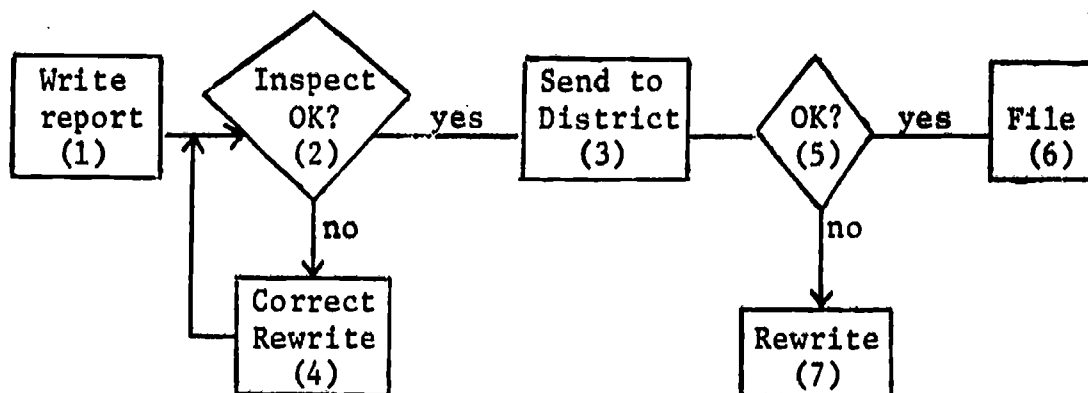 Write
report
(1)
Inspect
OK?
(2)
yes
Send to
District
(3)
OK?
(5)
yes
File
(6)
no
Correct
Rewrite
(4)
no
Rewrite
(7)